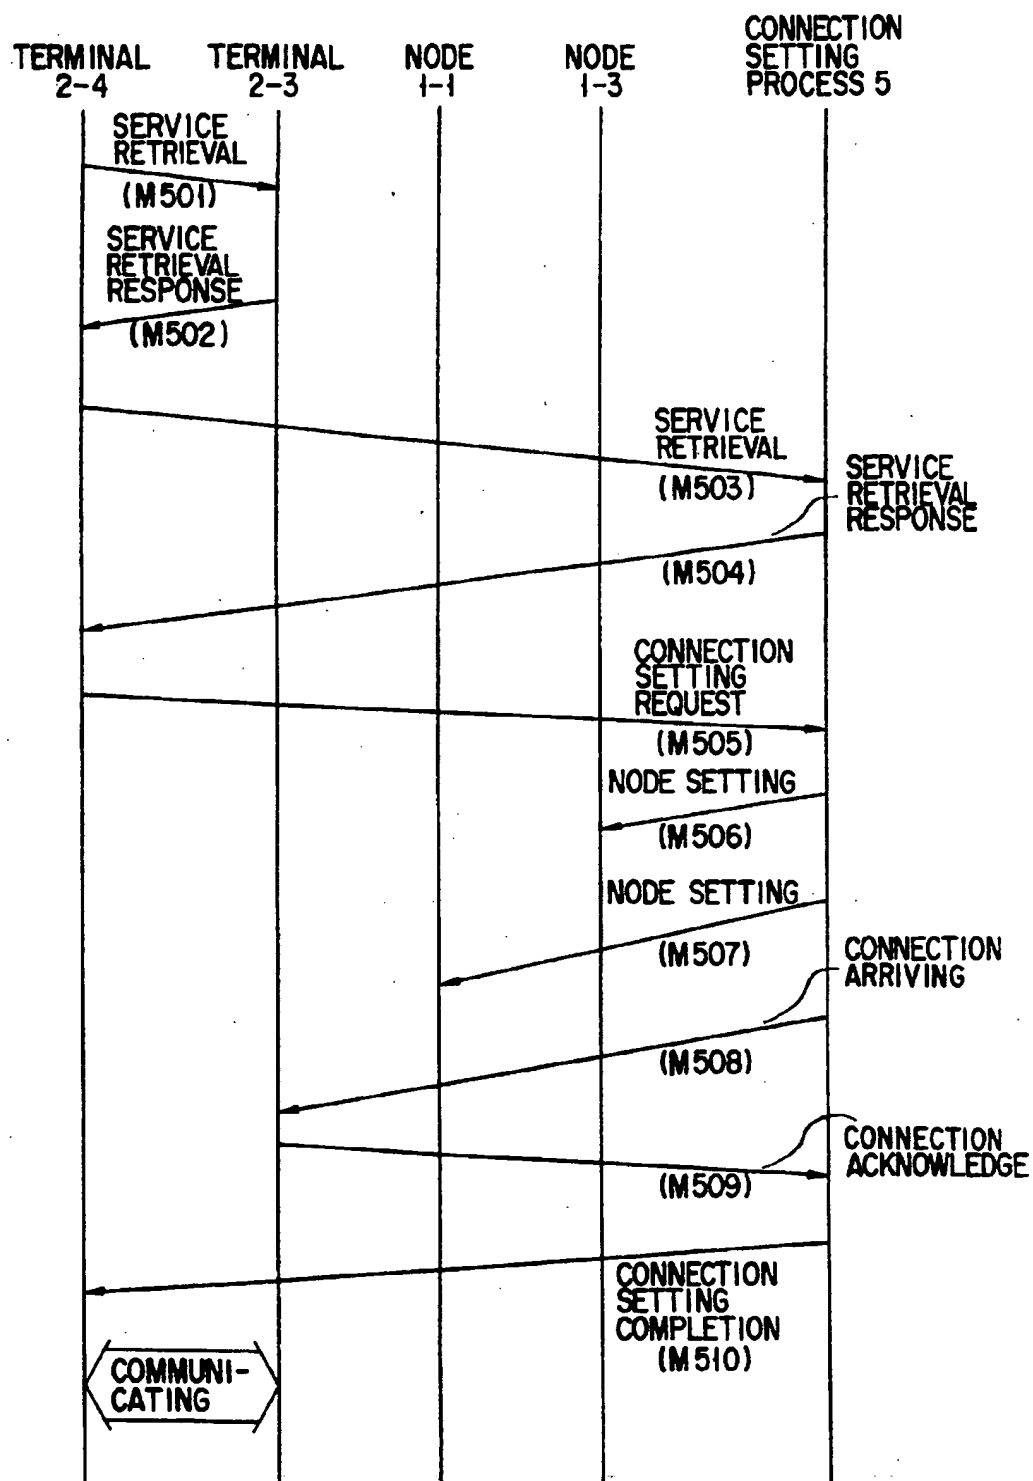 TERMINAL
2-4
TERMINAL
2-3
NODE
1-1
NODE
1-3
CONNECTION
SETTING
PROCESS 5
SERVICE
RETRIEVAL
(M501)
SERVICE
RETRIEVAL
RESPONSE
(M502)
SERVICE
RETRIEVAL
(M503)
SERVICE
RETRIEVAL
RESPONSE
(M504)
CONNECTION
SETTING
REQUEST
(M505)
NODE SETTING
(M506)
NODE SETTING
(M507)
CONNECTION
ARRIVING
(M508)
CONNECTION
ACKNOWLEDGE
(M509)
CONNECTION
SETTING
COMPLETION
(M510)
COMMUNI-
CATING